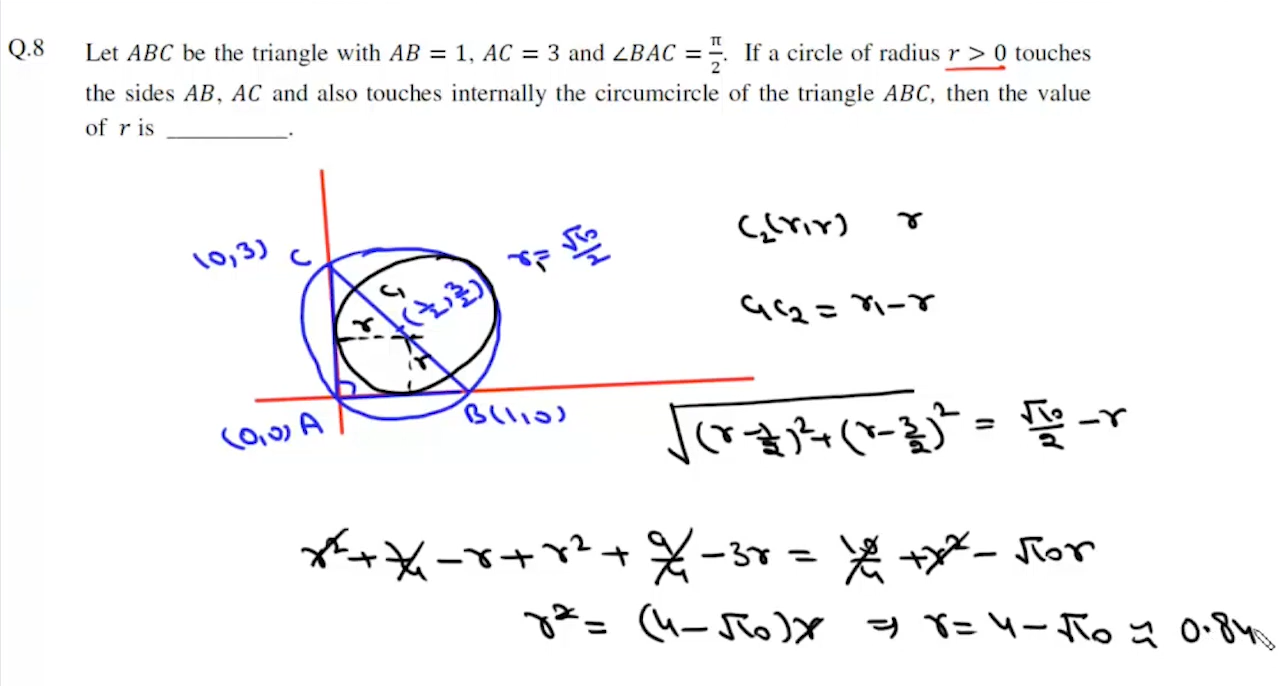 Q.8 Let ABC be the triangle with AB = 1, AC = 3 and ∠BAC = π/2. If a circle of radius r > 0 touches
the sides AB, AC and also touches internally the circumcircle of the triangle ABC, then the value
of r is __________.
C₂(r,r) r
(0,3) C r₁ = √10/2
C₁ (1/2, 3/2)
C₁C₂ = r₁ - r
r
r
(0,0) A B(1,0)
√((r - 1/2)² + (r - 3/2)²) = √10/2 - r
r² + 1/4 - r + r² + 9/4 - 3r = 10/4 + r² - √10r
r² = (4 - √10)r ⇒ r = 4 - √10 ≈ 0.84